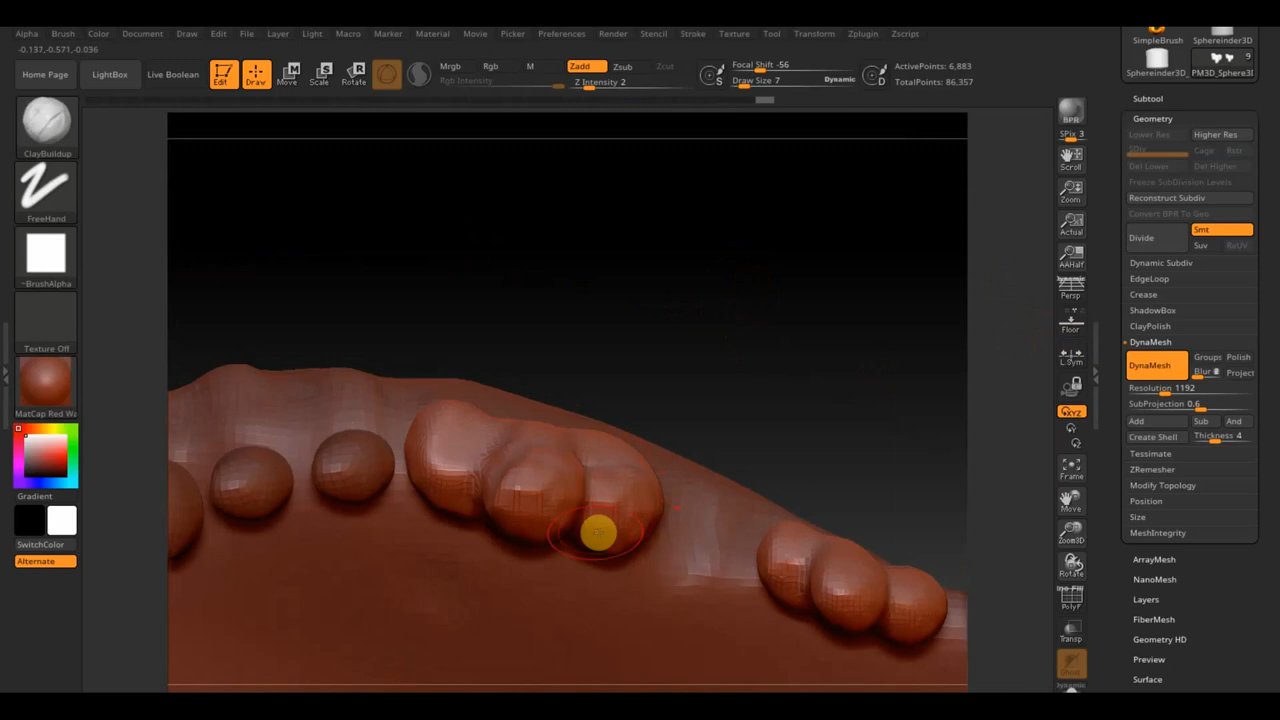 Alpha Brush Color Document Draw Edit File Layer Light Macro Marker Material Movie Picker Preferences Render Stencil Stroke Texture Tool Transform Zplugin Zscript
-0.137,-0.571,-0.036
SimpleBrush Sphereinder3D
Sphereinder3D_ PM3D_Sphere3D
9
Home Page LightBox Live Boolean Edit Draw Move Scale Rotate
M S R
Mrgb Rgb M Zadd Zsub Zcut
Rgb Intensity Z Intensity 2
Focal Shift -56
Draw Size 7 Dynamic
S D
ActivePoints: 6,883
TotalPoints: 86,357
ClayBuildup
FreeHand
~BrushAlpha
Texture Off
MatCap Red Wa
Gradient
SwitchColor
Alternate
BPR
SPix 3
Scroll
Zoom
Actual
AAHalf
Dynamic
Persp
Floor
L.Sym
XYZ
Frame
Move
Zoom3D
Rotate
PolyF
Transp
Dynamic
Subtool
Geometry
Lower Res Higher Res
SDiv Cage Rstr
Del Lower Del Higher
Freeze SubDivision Levels
Reconstruct Subdiv
Convert BPR To Geo
Divide Smt
Suv ReUV
Dynamic Subdiv
EdgeLoop
Crease
ShadowBox
ClayPolish
DynaMesh
DynaMesh Groups Polish
Blur Project
Resolution 1192
SubProjection 0.6
Add Sub And
Create Shell Thickness 4
Tessimate
ZRemesher
Modify Topology
Position
Size
MeshIntegrity
ArrayMesh
NanoMesh
Layers
FiberMesh
Geometry HD
Preview
Surface